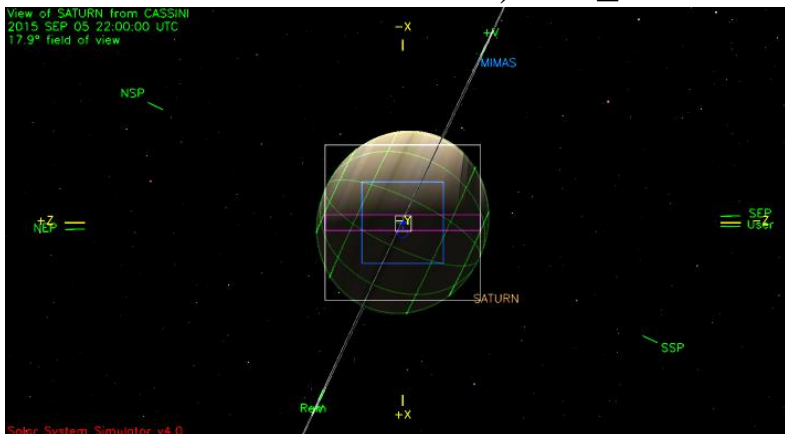 View of SATURN from CASSINI
2015 SEP 05 22:00:00 UTC
17.9° field of view
-X
+V
MIMAS
NSP
+Z
NEP
-Y
SEP
-Z
User
SATURN
SSP
Ram
+X
Solar System Simulator v4.0